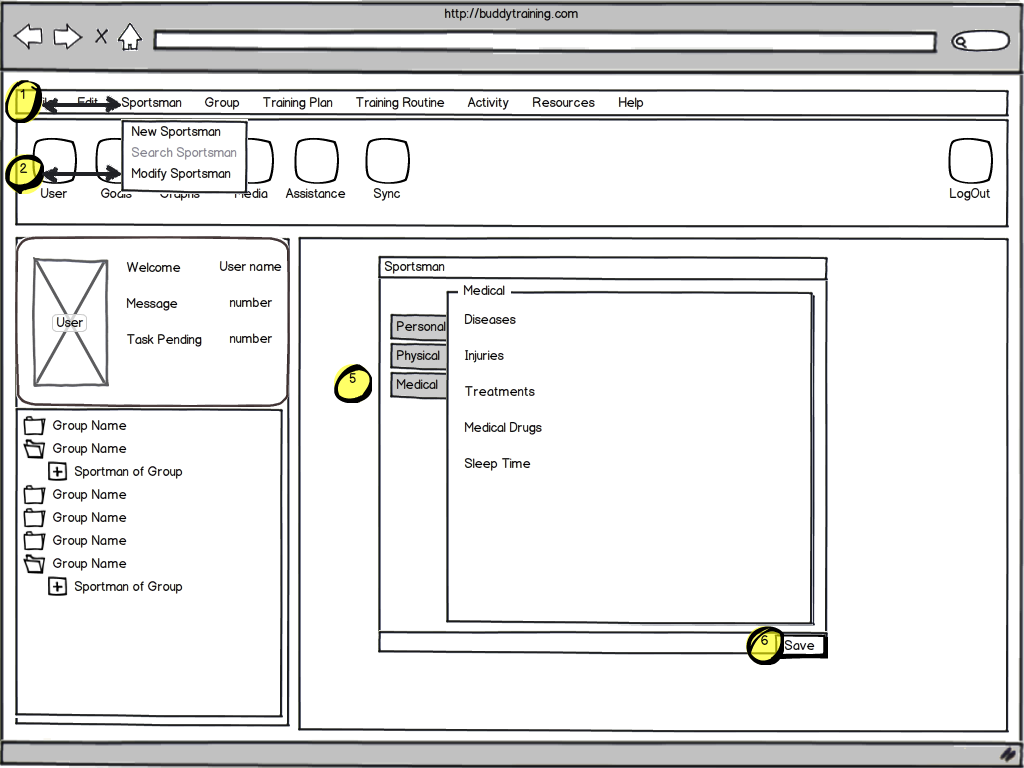 http://buddytraining.com
1
Edit Sportsman Group Training Plan Training Routine Activity Resources Help
New Sportsman
Search Sportsman
Modify Sportsman
2
User Goals Graphs Media Assistance Sync LogOut
Welcome User name
Message number
User
Task Pending number
Group Name
Group Name
Sportman of Group
Group Name
Group Name
Group Name
Group Name
Sportman of Group
Sportsman
Medical
Personal
Physical
Medical
5
Diseases
Injuries
Treatments
Medical Drugs
Sleep Time
6
Save